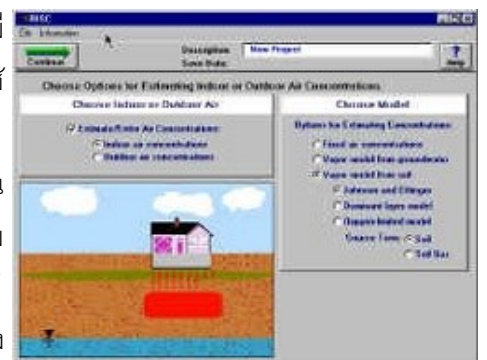 RISC
Edit Information
Continue
Description: New Project
Save Date:
Help
Choose Options for Estimating Indoor or Outdoor Air Concentrations
Choose Indoor or Outdoor Air
Estimate/Enter Air Concentrations:
Indoor air concentrations
Outdoor air concentrations
Choose Model
Options for Estimating Concentrations:
Fixed air concentrations
Vapor model from groundwater
Vapor model from soil
Johnson and Ettinger
Dominant layer model
Oxygen-limited model
Source Term: Soil
Soil Gas